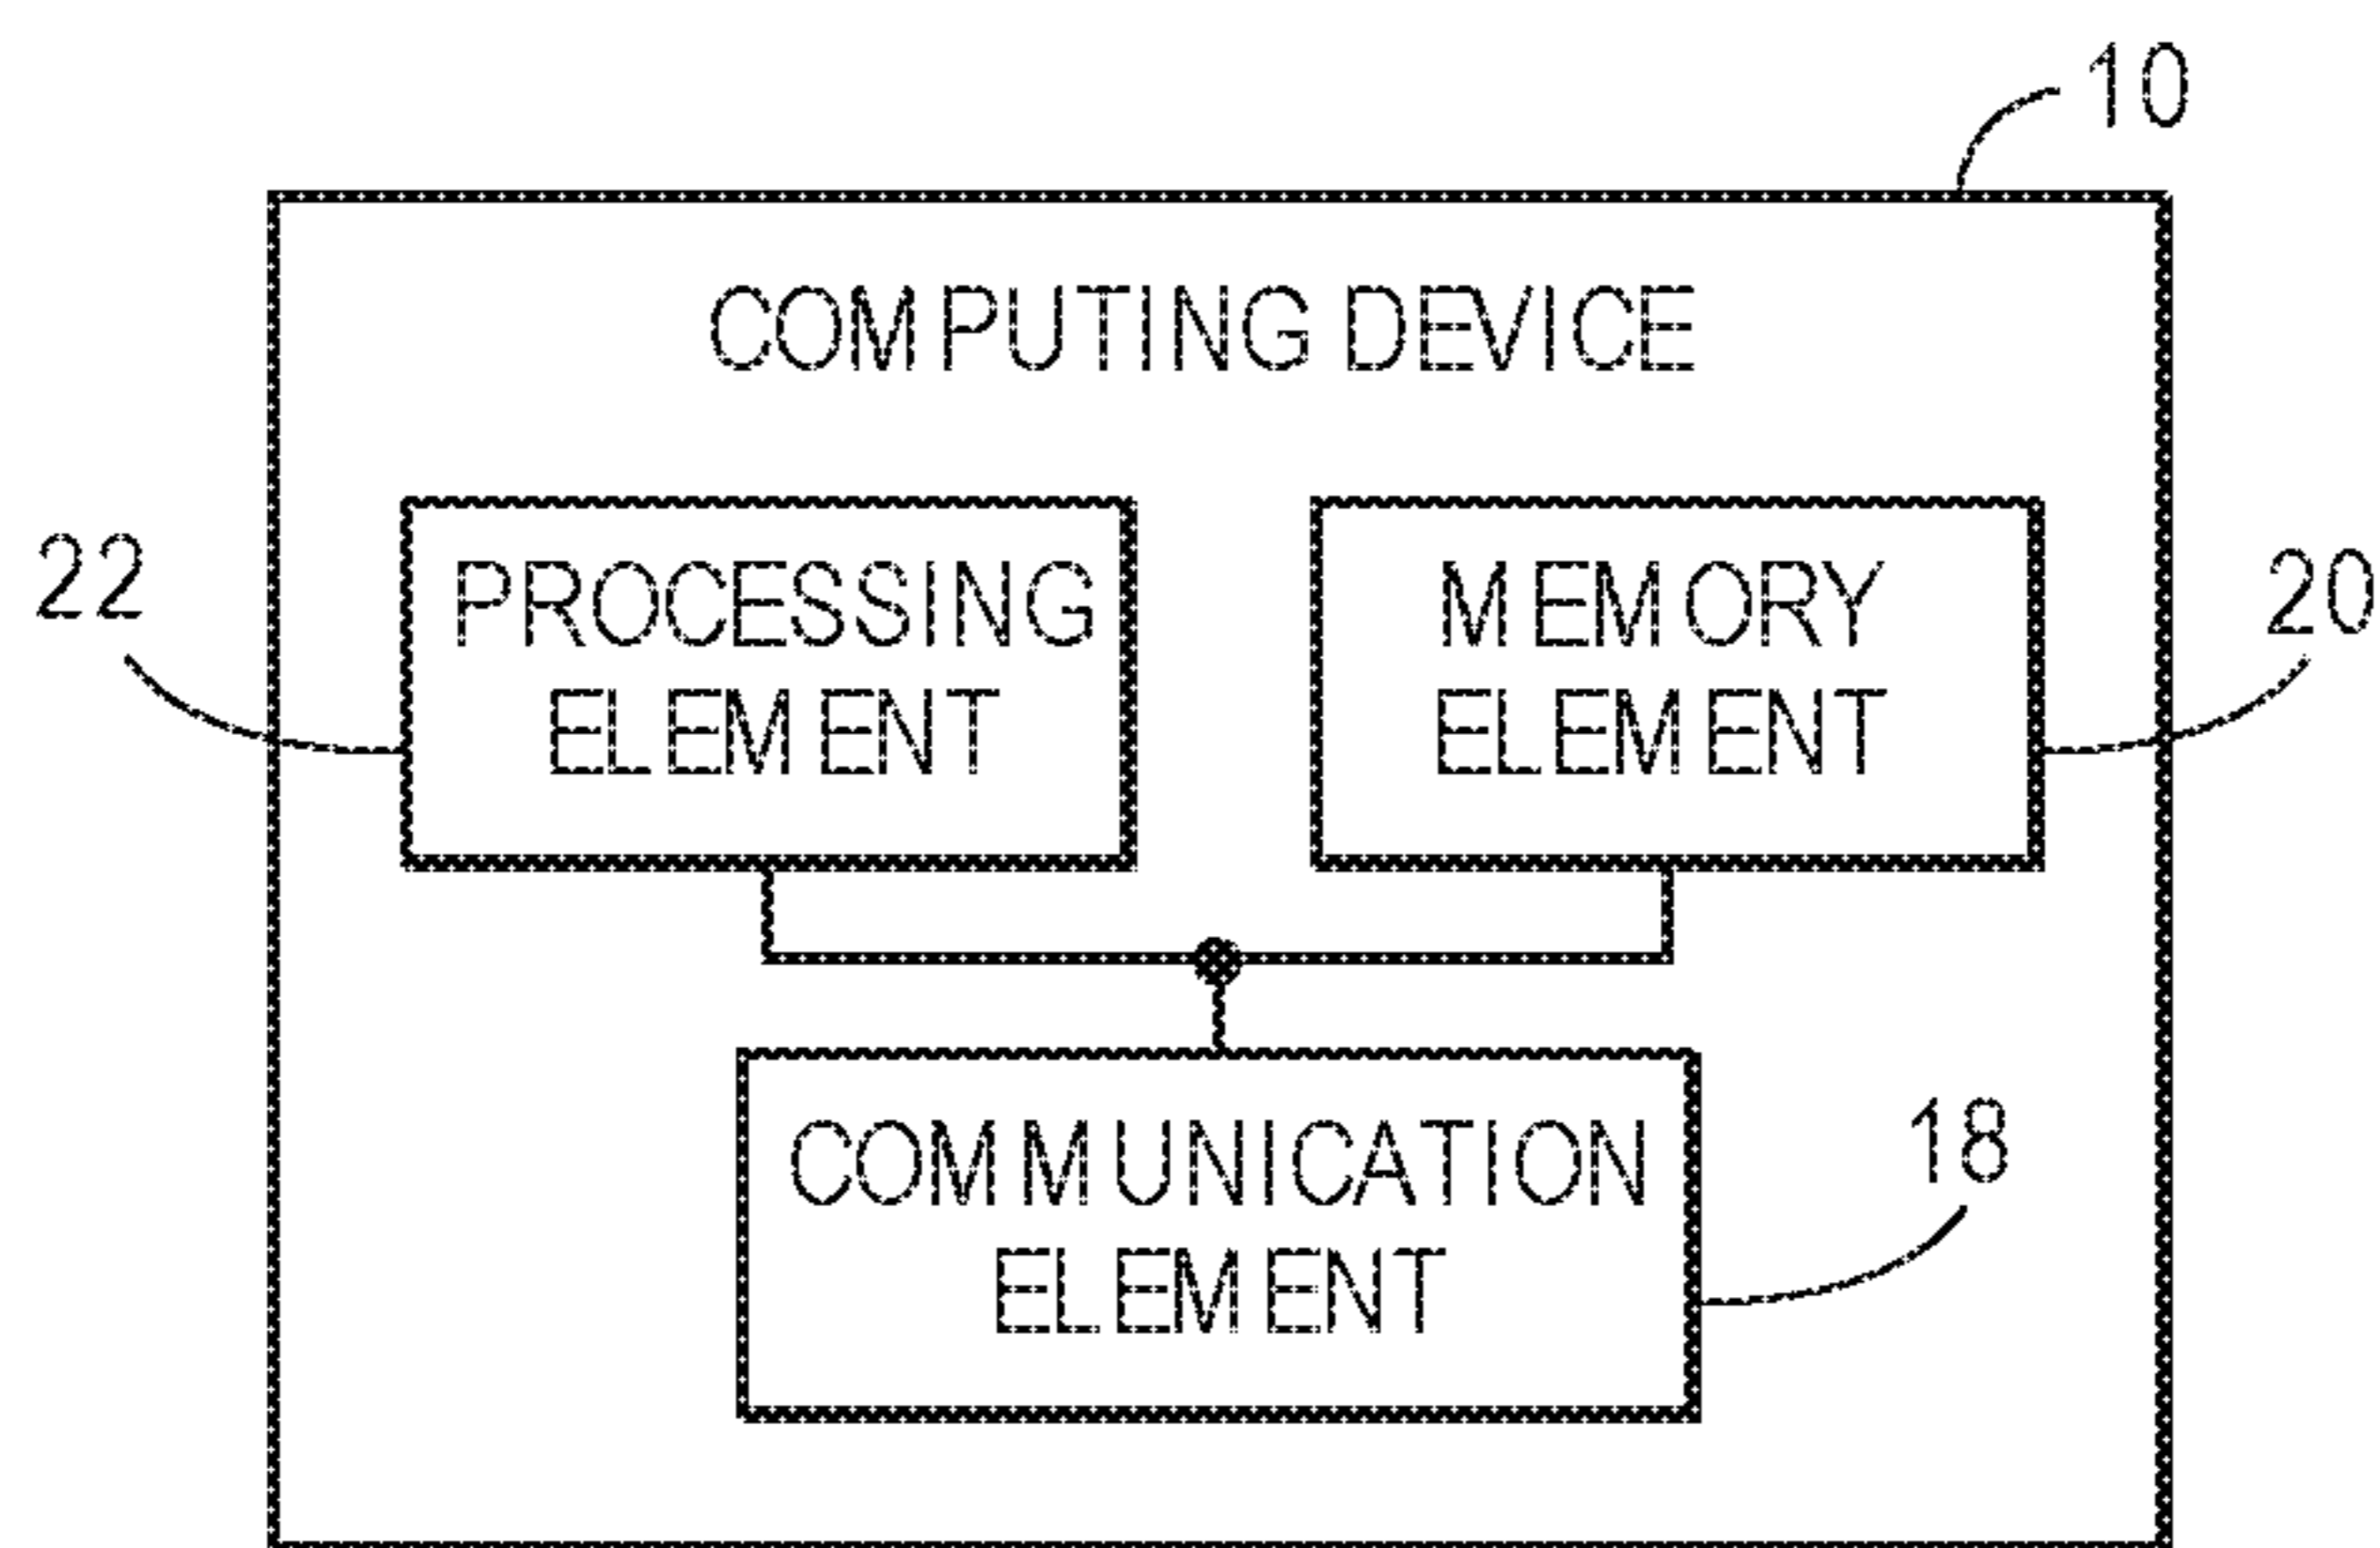 10
COMPUTING DEVICE
22
PROCESSING
ELEMENT
MEMORY
ELEMENT
20
COMMUNICATION
ELEMENT
18